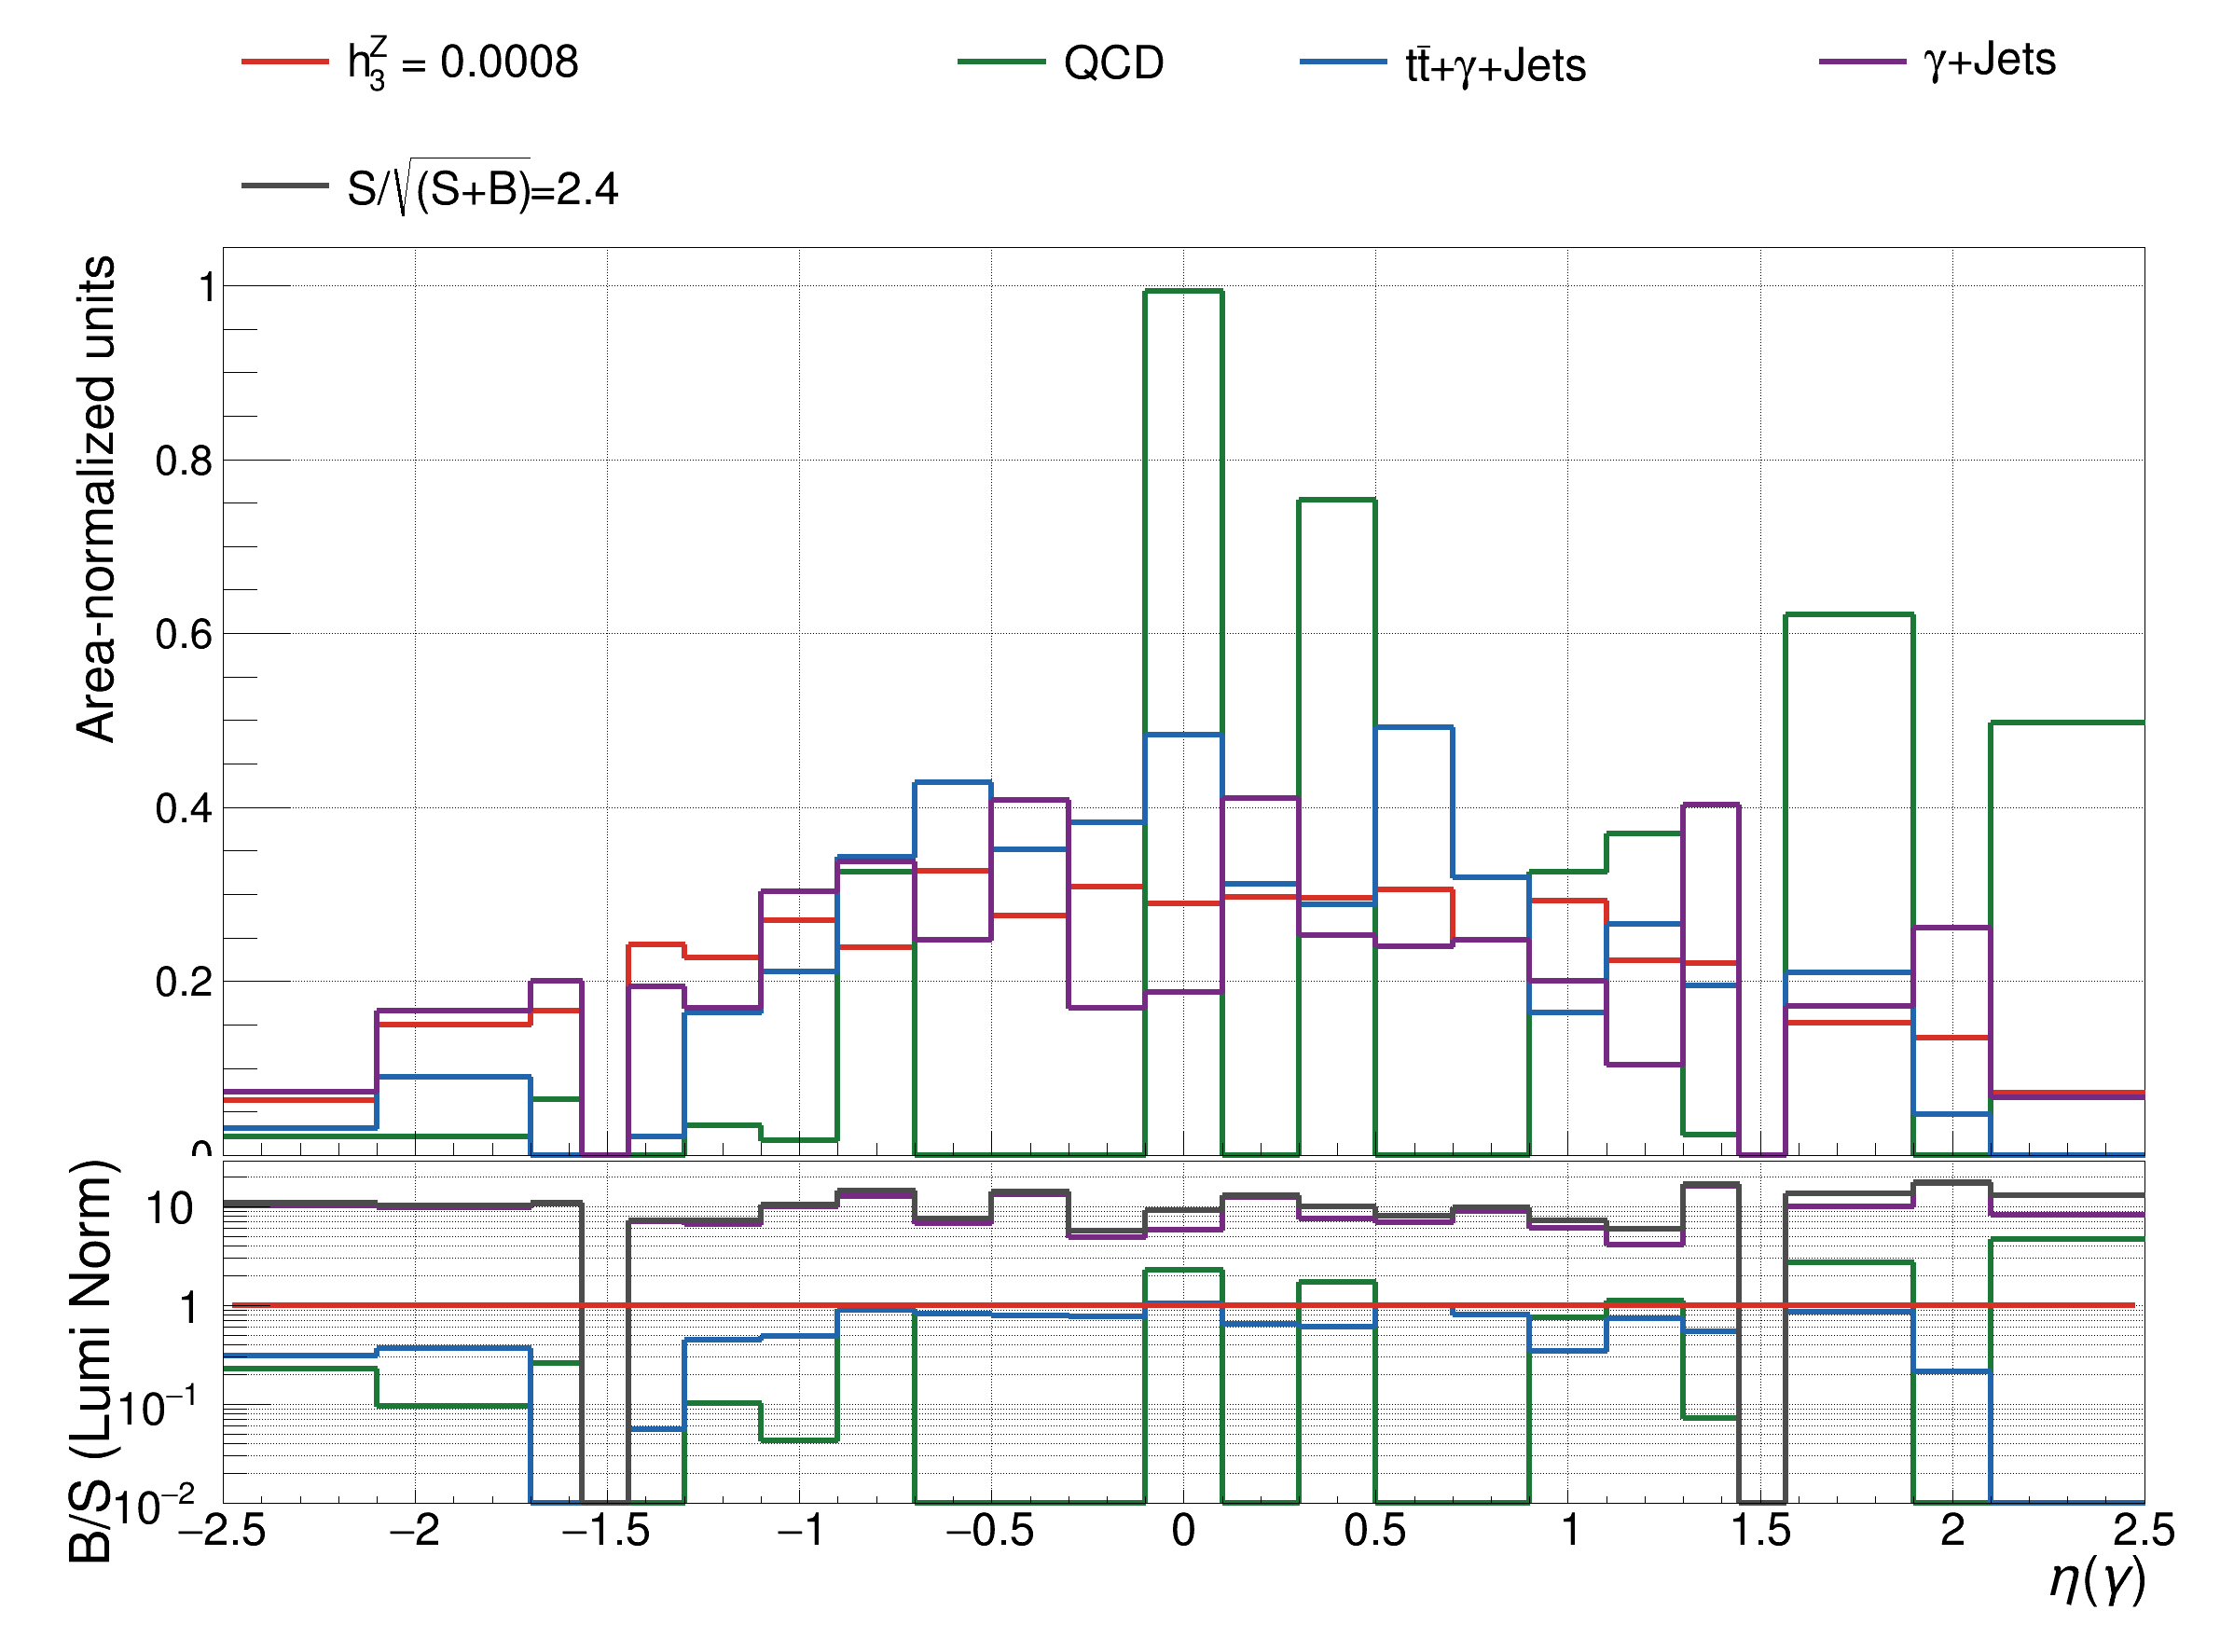 h₃ᶻ = 0.0008 QCD tt̄+γ+Jets γ+Jets
S/√(S+B)=2.4
Area-normalized units
1
0.8
0.6
0.4
0.2
0
B/S (Lumi Norm)
10
1
10⁻¹
10⁻²
−2.5 −2 −1.5 −1 −0.5 0 0.5 1 1.5 2 2.5
η(γ)